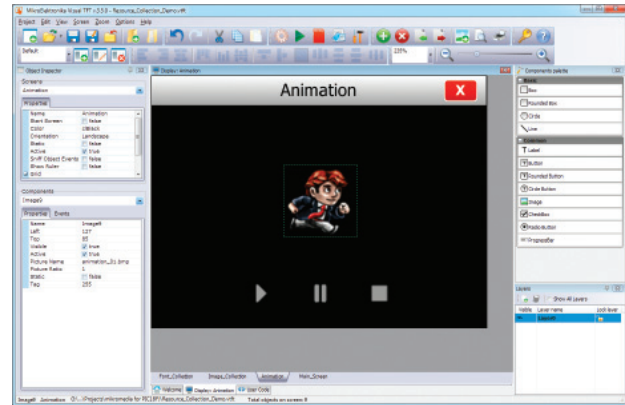 MikroElektronika Visual TFT v.3.5.0 - Resource_Collection_Demo.vtft
Project Edit View Screen Zoom Options Help
Default
235%
Object Inspector
Screens
Animation
Properties
Name Animation
Start Screen false
Color clBlack
Orientation Landscape
Static false
Active true
Sniff Object Events false
Show Ruler false
Grid
Components
Image9
Properties Events
Name Image9
Left 127
Top 85
Visible true
Active true
Picture Name animation_01.bmp
Picture Ratio 1
Static false
Tag 255
Display: Animation
Animation
X
Font_Collection Image_Collection Animation Main_Screen
Welcome Display: Animation User Code
Components palette
Basic
Box
Rounded Box
Circle
Line
Label
Button
Rounded Button
Circle Button
Image
CheckBox
RadioButton
ProgressBar
Layers
Show All Layers
Visible Layer name Lock layer
Layer0
Image9 Animation
Total objects on screen: 8